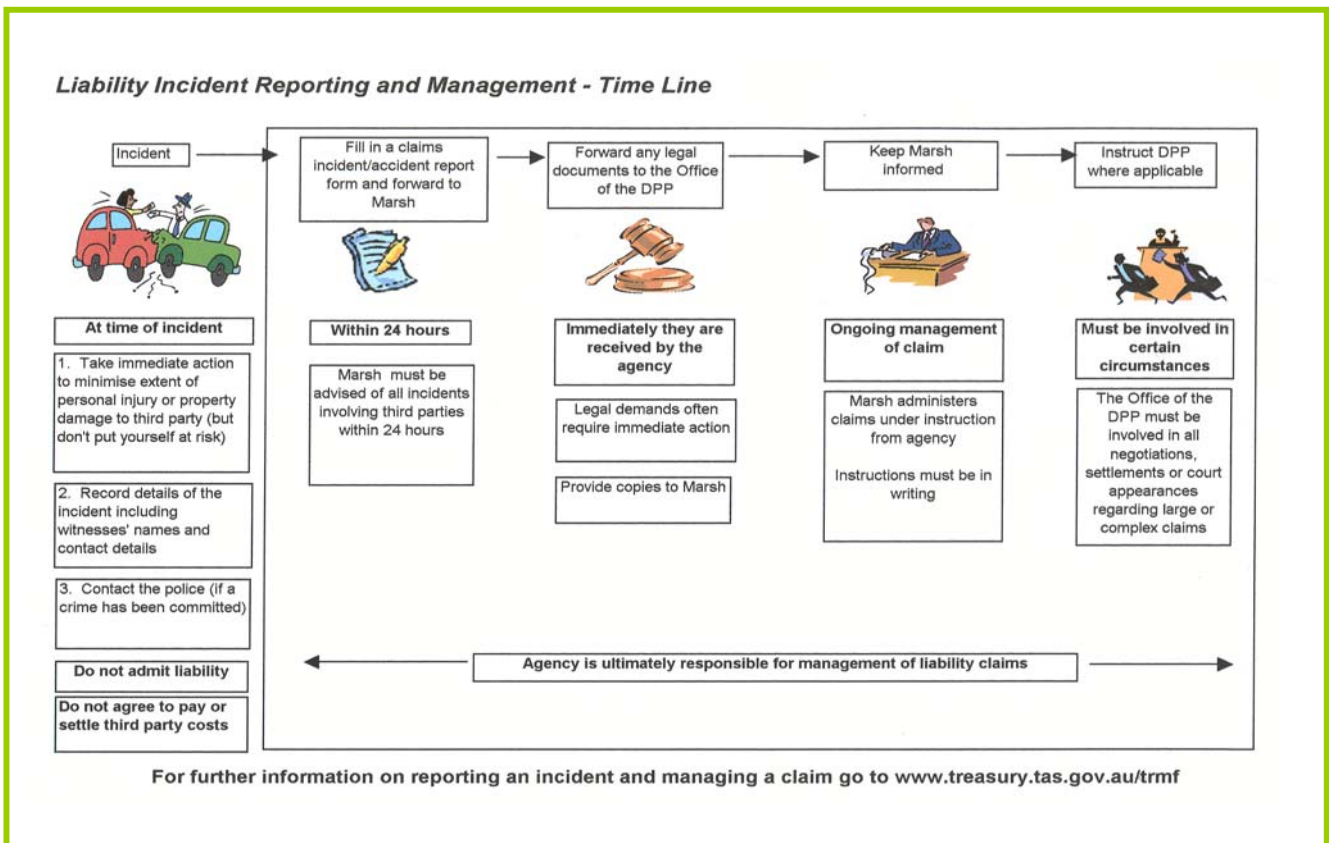 Liability Incident Reporting and Management - Time Line
Incident
Fill in a claims
incident/accident report
form and forward to
Marsh
Forward any legal
documents to the Office
of the DPP
Keep Marsh
informed
Instruct DPP
where applicable
At time of incident
1. Take immediate action
to minimise extent of
personal injury or property
damage to third party (but
don't put yourself at risk)
2. Record details of the
incident including
witnesses' names and
contact details
3. Contact the police (if a
crime has been committed)
Do not admit liability
Do not agree to pay or
settle third party costs
Within 24 hours
Marsh must be
advised of all incidents
involving third parties
within 24 hours
Immediately they are
received by the
agency
Legal demands often
require immediate action
Provide copies to Marsh
Ongoing management
of claim
Marsh administers
claims under instruction
from agency
Instructions must be in
writing
Must be involved in
certain
circumstances
The Office of the
DPP must be
involved in all
negotiations,
settlements or court
appearances
regarding large or
complex claims
Agency is ultimately responsible for management of liability claims
For further information on reporting an incident and managing a claim go to www.treasury.tas.gov.au/trmf